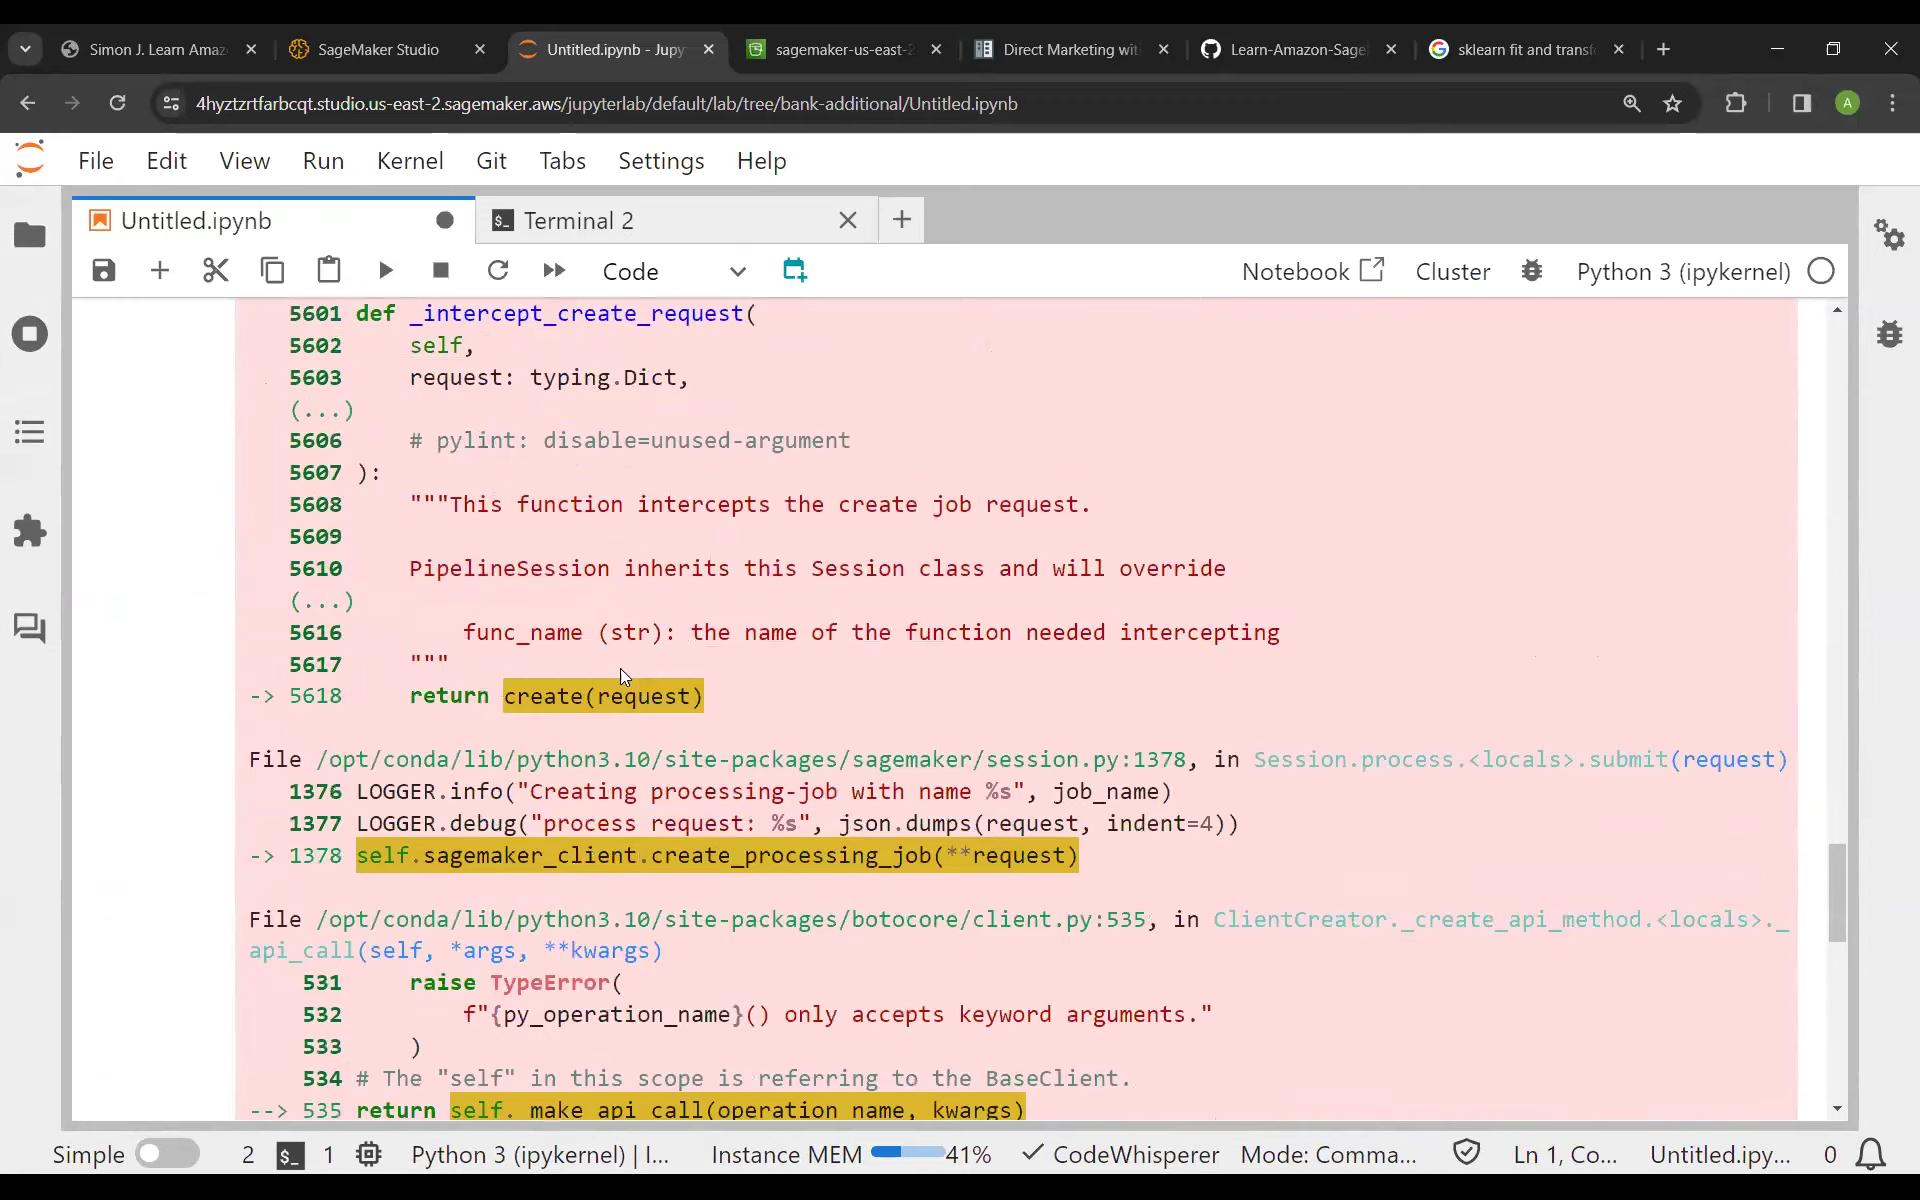 Simon J. Learn Amaz
SageMaker Studio
Untitled.ipynb - Jupy
sagemaker-us-east-2
Direct Marketing wit
Learn-Amazon-Sage
sklearn fit and transf
4hyztzrtfarbcqt.studio.us-east-2.sagemaker.aws/jupyterlab/default/lab/tree/bank-additional/Untitled.ipynb
A
File Edit View Run Kernel Git Tabs Settings Help
Untitled.ipynb
Terminal 2
Code
Notebook
Cluster
Python 3 (ipykernel)
5601 def _intercept_create_request(
5602     self,
5603     request: typing.Dict,
(...)
5606     # pylint: disable=unused-argument
5607 ):
5608     """This function intercepts the create job request.
5609
5610     PipelineSession inherits this Session class and will override
(...)
5616         func_name (str): the name of the function needed intercepting
5617     """
-> 5618     return create(request)
File /opt/conda/lib/python3.10/site-packages/sagemaker/session.py:1378, in Session.process.<locals>.submit(request)
1376 LOGGER.info("Creating processing-job with name %s", job_name)
1377 LOGGER.debug("process request: %s", json.dumps(request, indent=4))
-> 1378 self.sagemaker_client.create_processing_job(**request)
File /opt/conda/lib/python3.10/site-packages/botocore/client.py:535, in ClientCreator._create_api_method.<locals>._
api_call(self, *args, **kwargs)
531     raise TypeError(
532         f"{py_operation_name}() only accepts keyword arguments."
533     )
534 # The "self" in this scope is referring to the BaseClient.
--> 535 return self._make_api_call(operation_name, kwargs)
Simple 2 1 Python 3 (ipykernel) | I... Instance MEM 41% CodeWhisperer Mode: Comma... Ln 1, Co... Untitled.ipy... 0